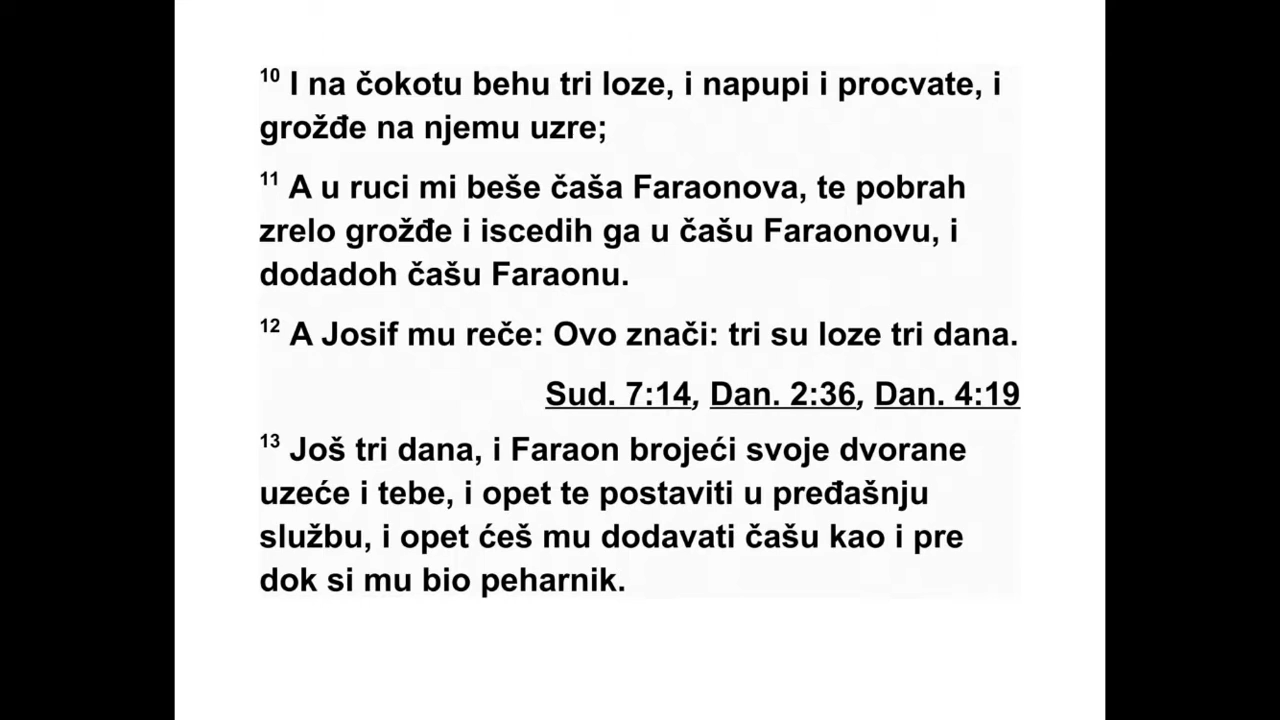 10 I na čokotu behu tri loze, i napupi i procvate, i
grožđe na njemu uzre;
11 A u ruci mi beše čaša Faraonova, te pobrah
zrelo grožđe i iscedih ga u čašu Faraonovu, i
dodadoh čašu Faraonu.
12 A Josif mu reče: Ovo znači: tri su loze tri dana.
Sud. 7:14, Dan. 2:36, Dan. 4:19
13 Još tri dana, i Faraon brojeći svoje dvorane
uzeće i tebe, i opet te postaviti u pređašnju
službu, i opet ćeš mu dodavati čašu kao i pre
dok si mu bio peharnik.